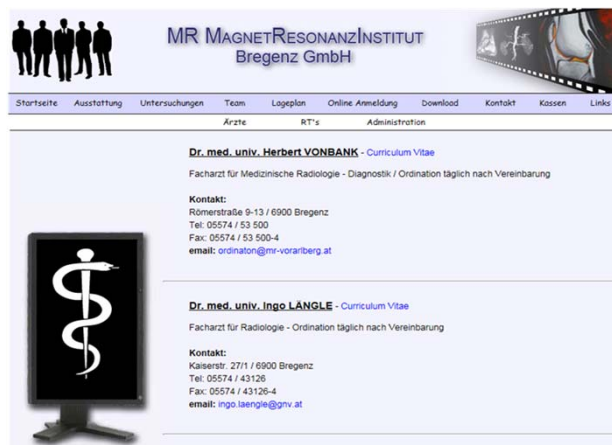 MR MAGNETRESONANZINSTITUT
Bregenz GmbH
Startseite Ausstattung Untersuchungen Team Lageplan Online Anmeldung Download Kontakt Kassen Links
Ärzte RT's Administration
Dr. med. univ. Herbert VONBANK - Curriculum Vitae
Facharzt für Medizinische Radiologie - Diagnostik / Ordination täglich nach Vereinbarung
Kontakt:
Römerstraße 9-13 / 6900 Bregenz
Tel: 05574 / 53 500
Fax: 05574 / 53 500-4
email: ordinaton@mr-vorarlberg.at
Dr. med. univ. Ingo LÄNGLE - Curriculum Vitae
Facharzt für Radiologie - Ordination täglich nach Vereinbarung
Kontakt:
Kaiserstr. 27/1 / 6900 Bregenz
Tel: 05574 / 43126
Fax: 05574 / 43126-4
email: ingo.laengle@gnv.at